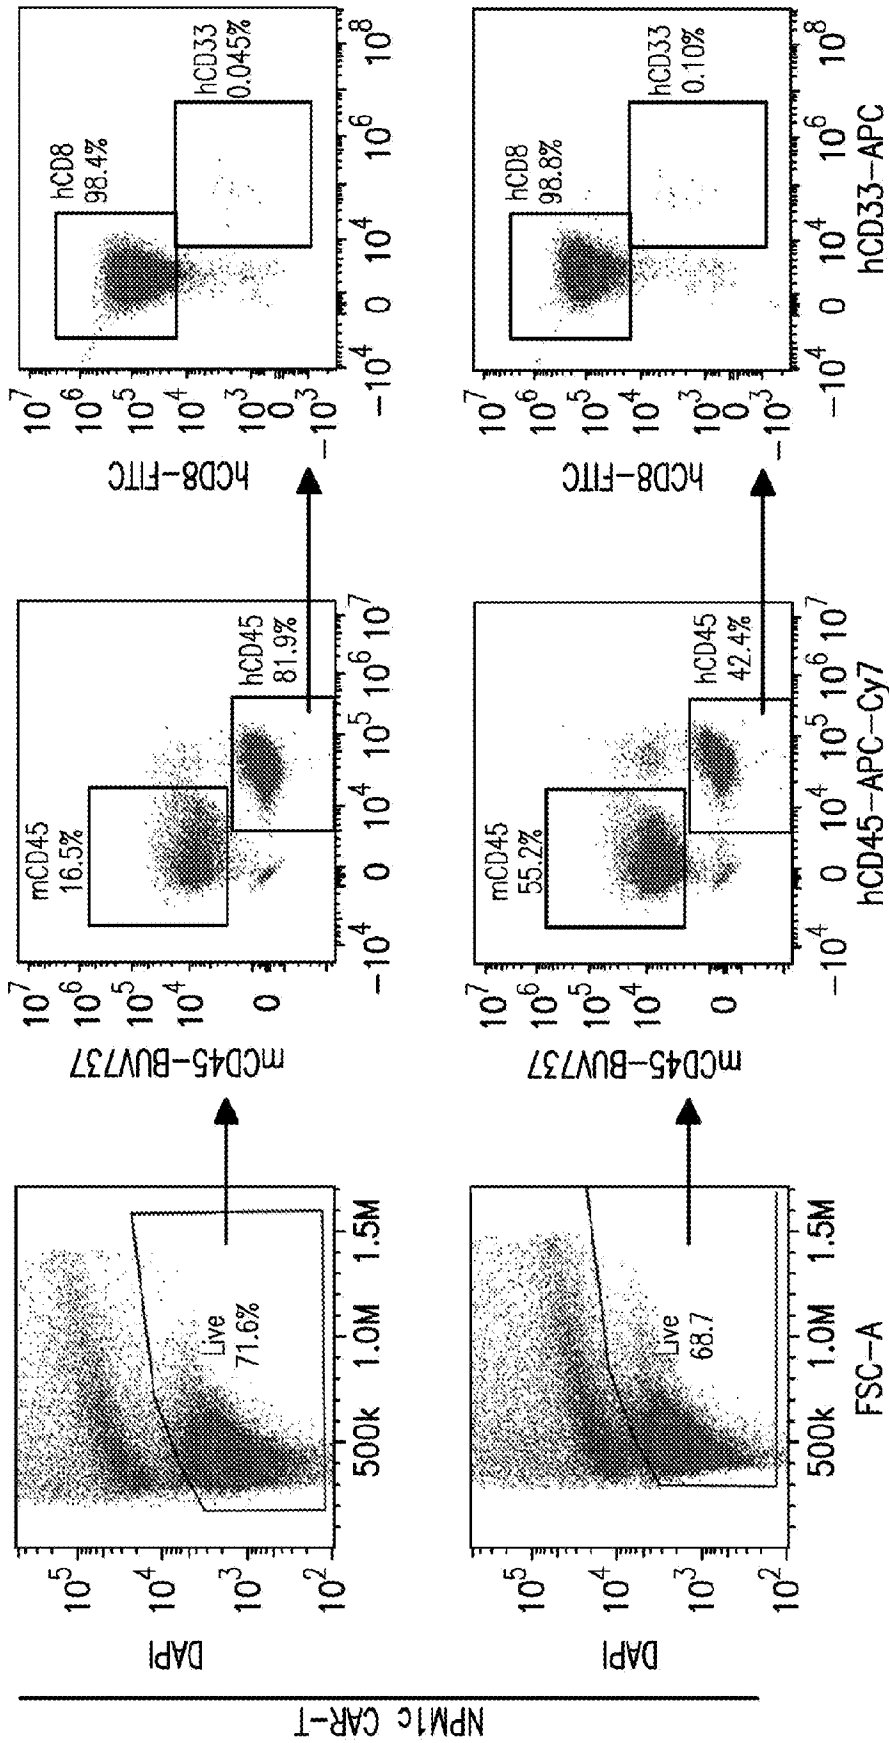 NPM1c CAR-T
DAPI
10^5
10^4
10^3
10^2
Live
71.6%
500k
1.0M
1.5M
mCD45-BUV737
10^7
10^6
10^5
10^4
0
mCD45
16.5%
hCD45
81.9%
-10^4
0
10^4
10^5
10^6
10^7
hCD8-FITC
10^7
10^6
10^5
10^4
10^3
0
-10^3
hCD8
98.4%
hCD33
0.045%
-10^4
0
10^4
10^6
10^8
DAPI
10^5
10^4
10^3
10^2
Live
68.7
500k
1.0M
1.5M
FSC-A
mCD45-BUV737
10^7
10^6
10^5
10^4
0
mCD45
55.2%
hCD45
42.4%
-10^4
0
10^4
10^5
10^6
10^7
hCD45-APC-Cy7
hCD8-FITC
10^7
10^6
10^5
10^4
10^3
0
-10^3
hCD8
98.8%
hCD33
0.10%
-10^4
0
10^4
10^6
10^8
hCD33-APC